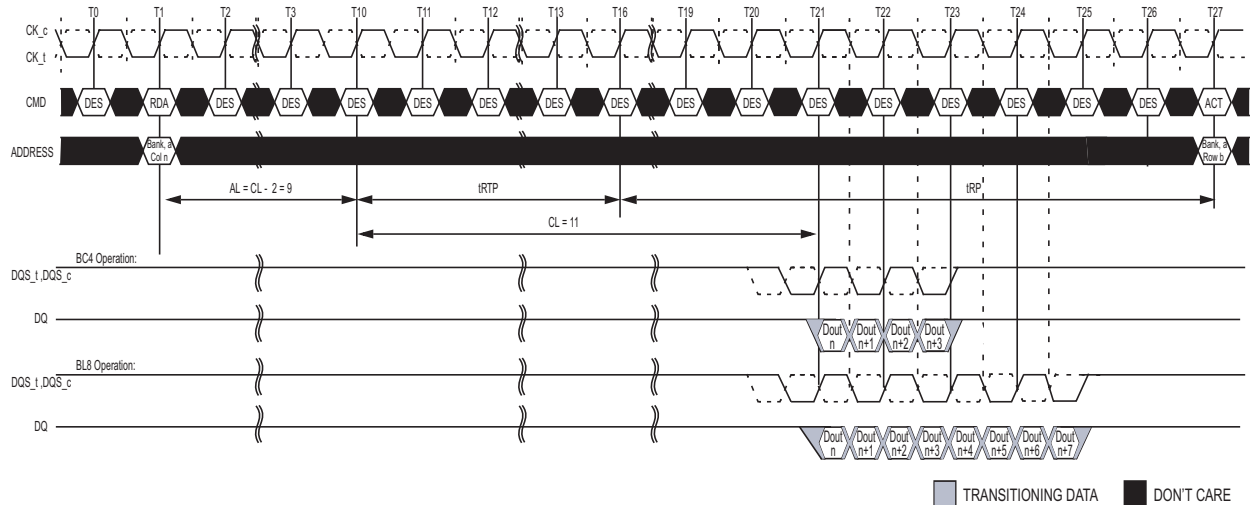 T0 T1 T2 T3 T10 T11 T12 T13 T16 T19 T20 T21 T22 T23 T24 T25 T26 T27
CK_c
CK_t
CMD DES RDA DES DES DES DES DES DES DES DES DES DES DES DES DES DES DES ACT
ADDRESS Bank, a Bank, a
Col n Row b
AL = CL - 2 = 9 tRTP tRP
CL = 11
BC4 Operation:
DQS_t ,DQS_c
DQ Dout Dout Dout Dout
n n+1 n+2 n+3
BL8 Operation:
DQS_t ,DQS_c
DQ Dout Dout Dout Dout Dout Dout Dout Dout
n n+1 n+2 n+3 n+4 n+5 n+6 n+7
TRANSITIONING DATA DON'T CARE